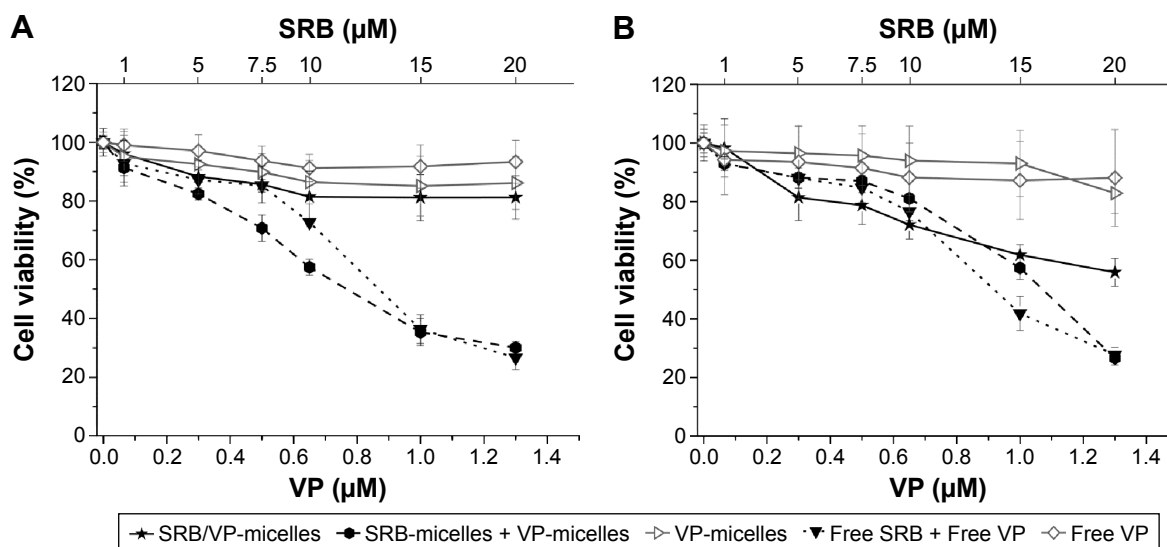 A
SRB (µM)
1 5 7.5 10 15 20
120
100
80
60
40
20
0
Cell viability (%)
0.0 0.2 0.4 0.6 0.8 1.0 1.2 1.4
VP (µM)
B
SRB (µM)
1 5 7.5 10 15 20
120
100
80
60
40
20
0
Cell viability (%)
0.0 0.2 0.4 0.6 0.8 1.0 1.2 1.4
VP (µM)
SRB/VP-micelles SRB-micelles + VP-micelles VP-micelles Free SRB + Free VP Free VP